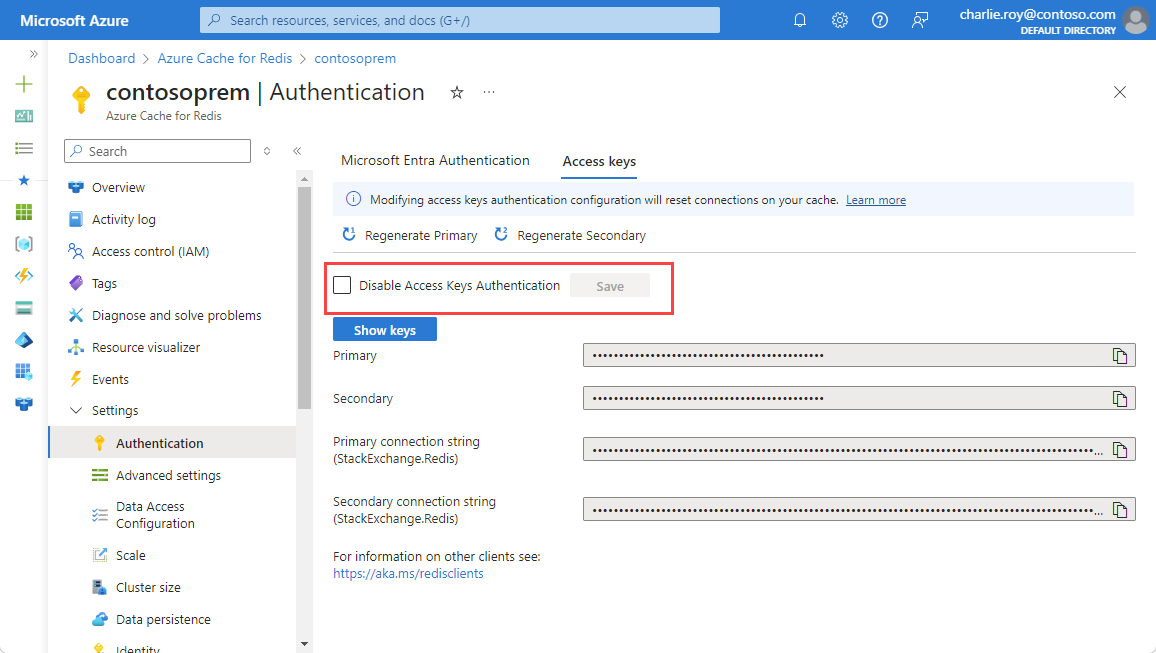 Microsoft Azure
Search resources, services, and docs (G+/)
charlie.roy@contoso.com
DEFAULT DIRECTORY
Dashboard > Azure Cache for Redis > contosoprem
contosoprem | Authentication
Azure Cache for Redis
Search
Overview
Activity log
Access control (IAM)
Tags
Diagnose and solve problems
Resource visualizer
Events
Settings
Authentication
Advanced settings
Data Access
Configuration
Scale
Cluster size
Data persistence
Identity
Microsoft Entra Authentication
Access keys
Modifying access keys authentication configuration will reset connections on your cache. Learn more
Regenerate Primary
Regenerate Secondary
Disable Access Keys Authentication
Save
Show keys
Primary
Secondary
Primary connection string
(StackExchange.Redis)
Secondary connection string
(StackExchange.Redis)
For information on other clients see:
https://aka.ms/redisclients